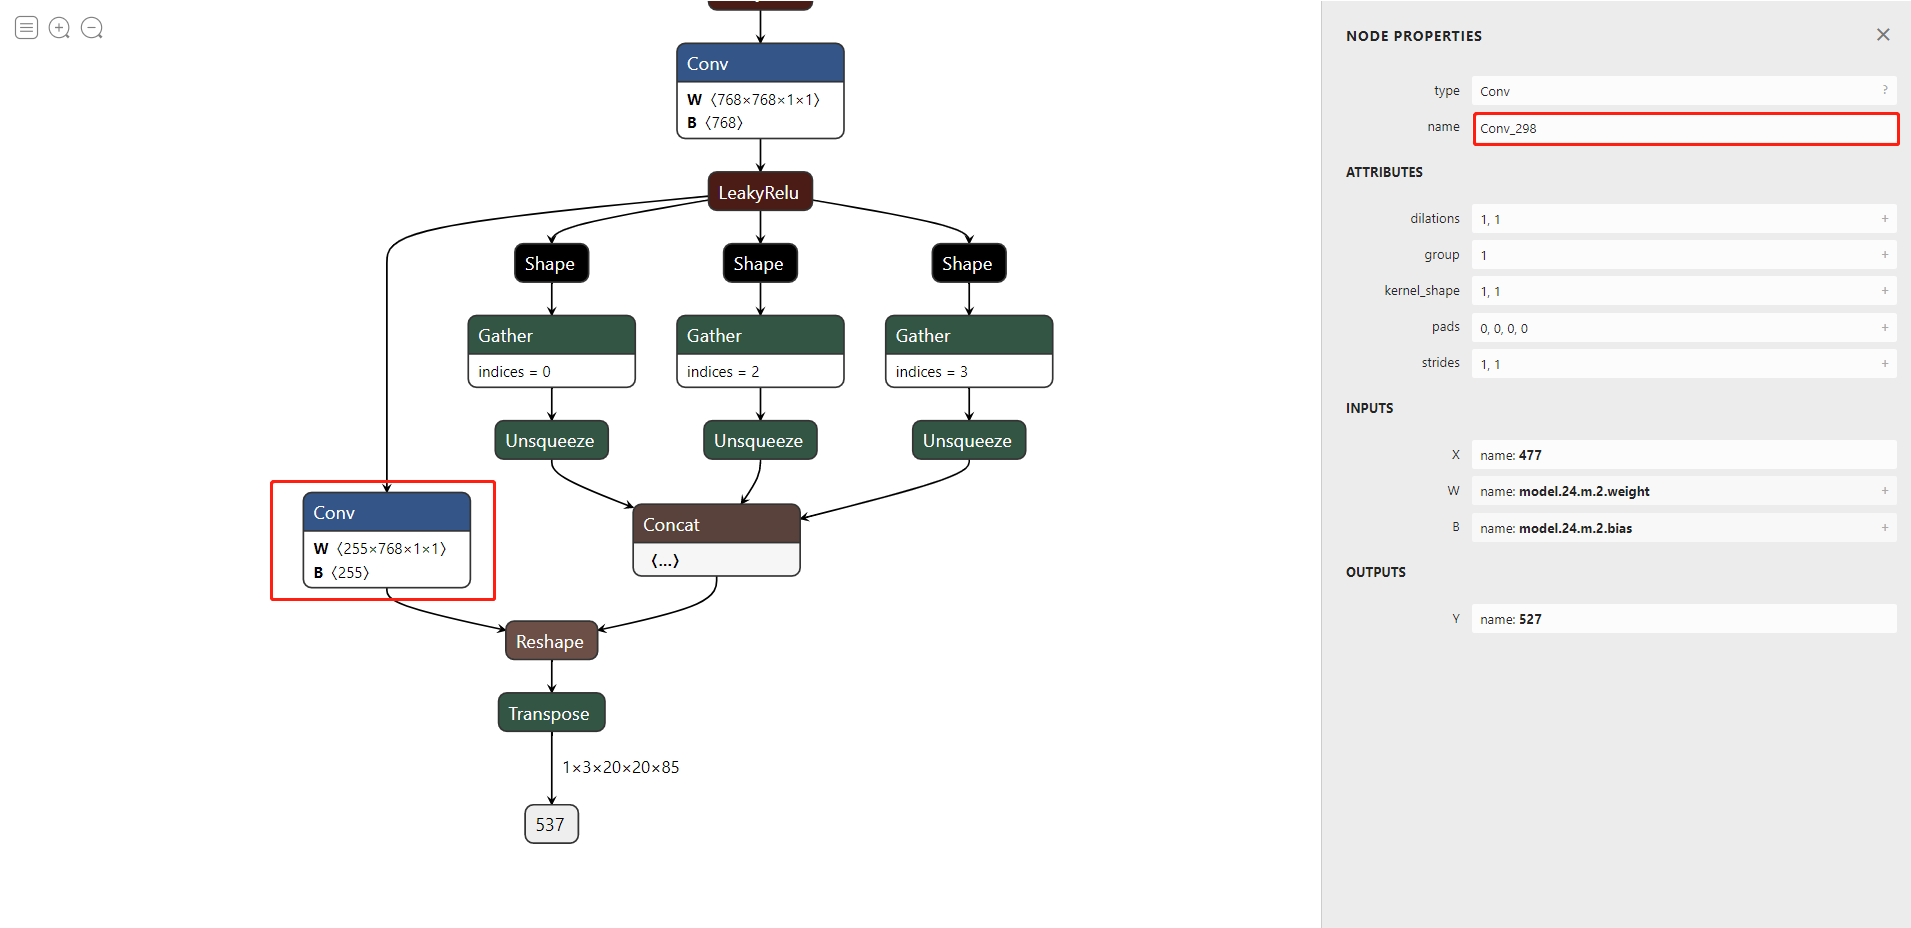 Conv
W 〈768×768×1×1〉
B 〈768〉
LeakyRelu
Shape
Shape
Shape
Gather
indices = 0
Gather
indices = 2
Gather
indices = 3
Unsqueeze
Unsqueeze
Unsqueeze
Conv
W 〈255×768×1×1〉
B 〈255〉
Concat
〈...〉
Reshape
Transpose
1×3×20×20×85
537
NODE PROPERTIES
type Conv ?
name Conv_298
ATTRIBUTES
dilations 1, 1 +
group 1 +
kernel_shape 1, 1 +
pads 0, 0, 0, 0 +
strides 1, 1 +
INPUTS
X name: 477
W name: model.24.m.2.weight +
B name: model.24.m.2.bias +
OUTPUTS
Y name: 527